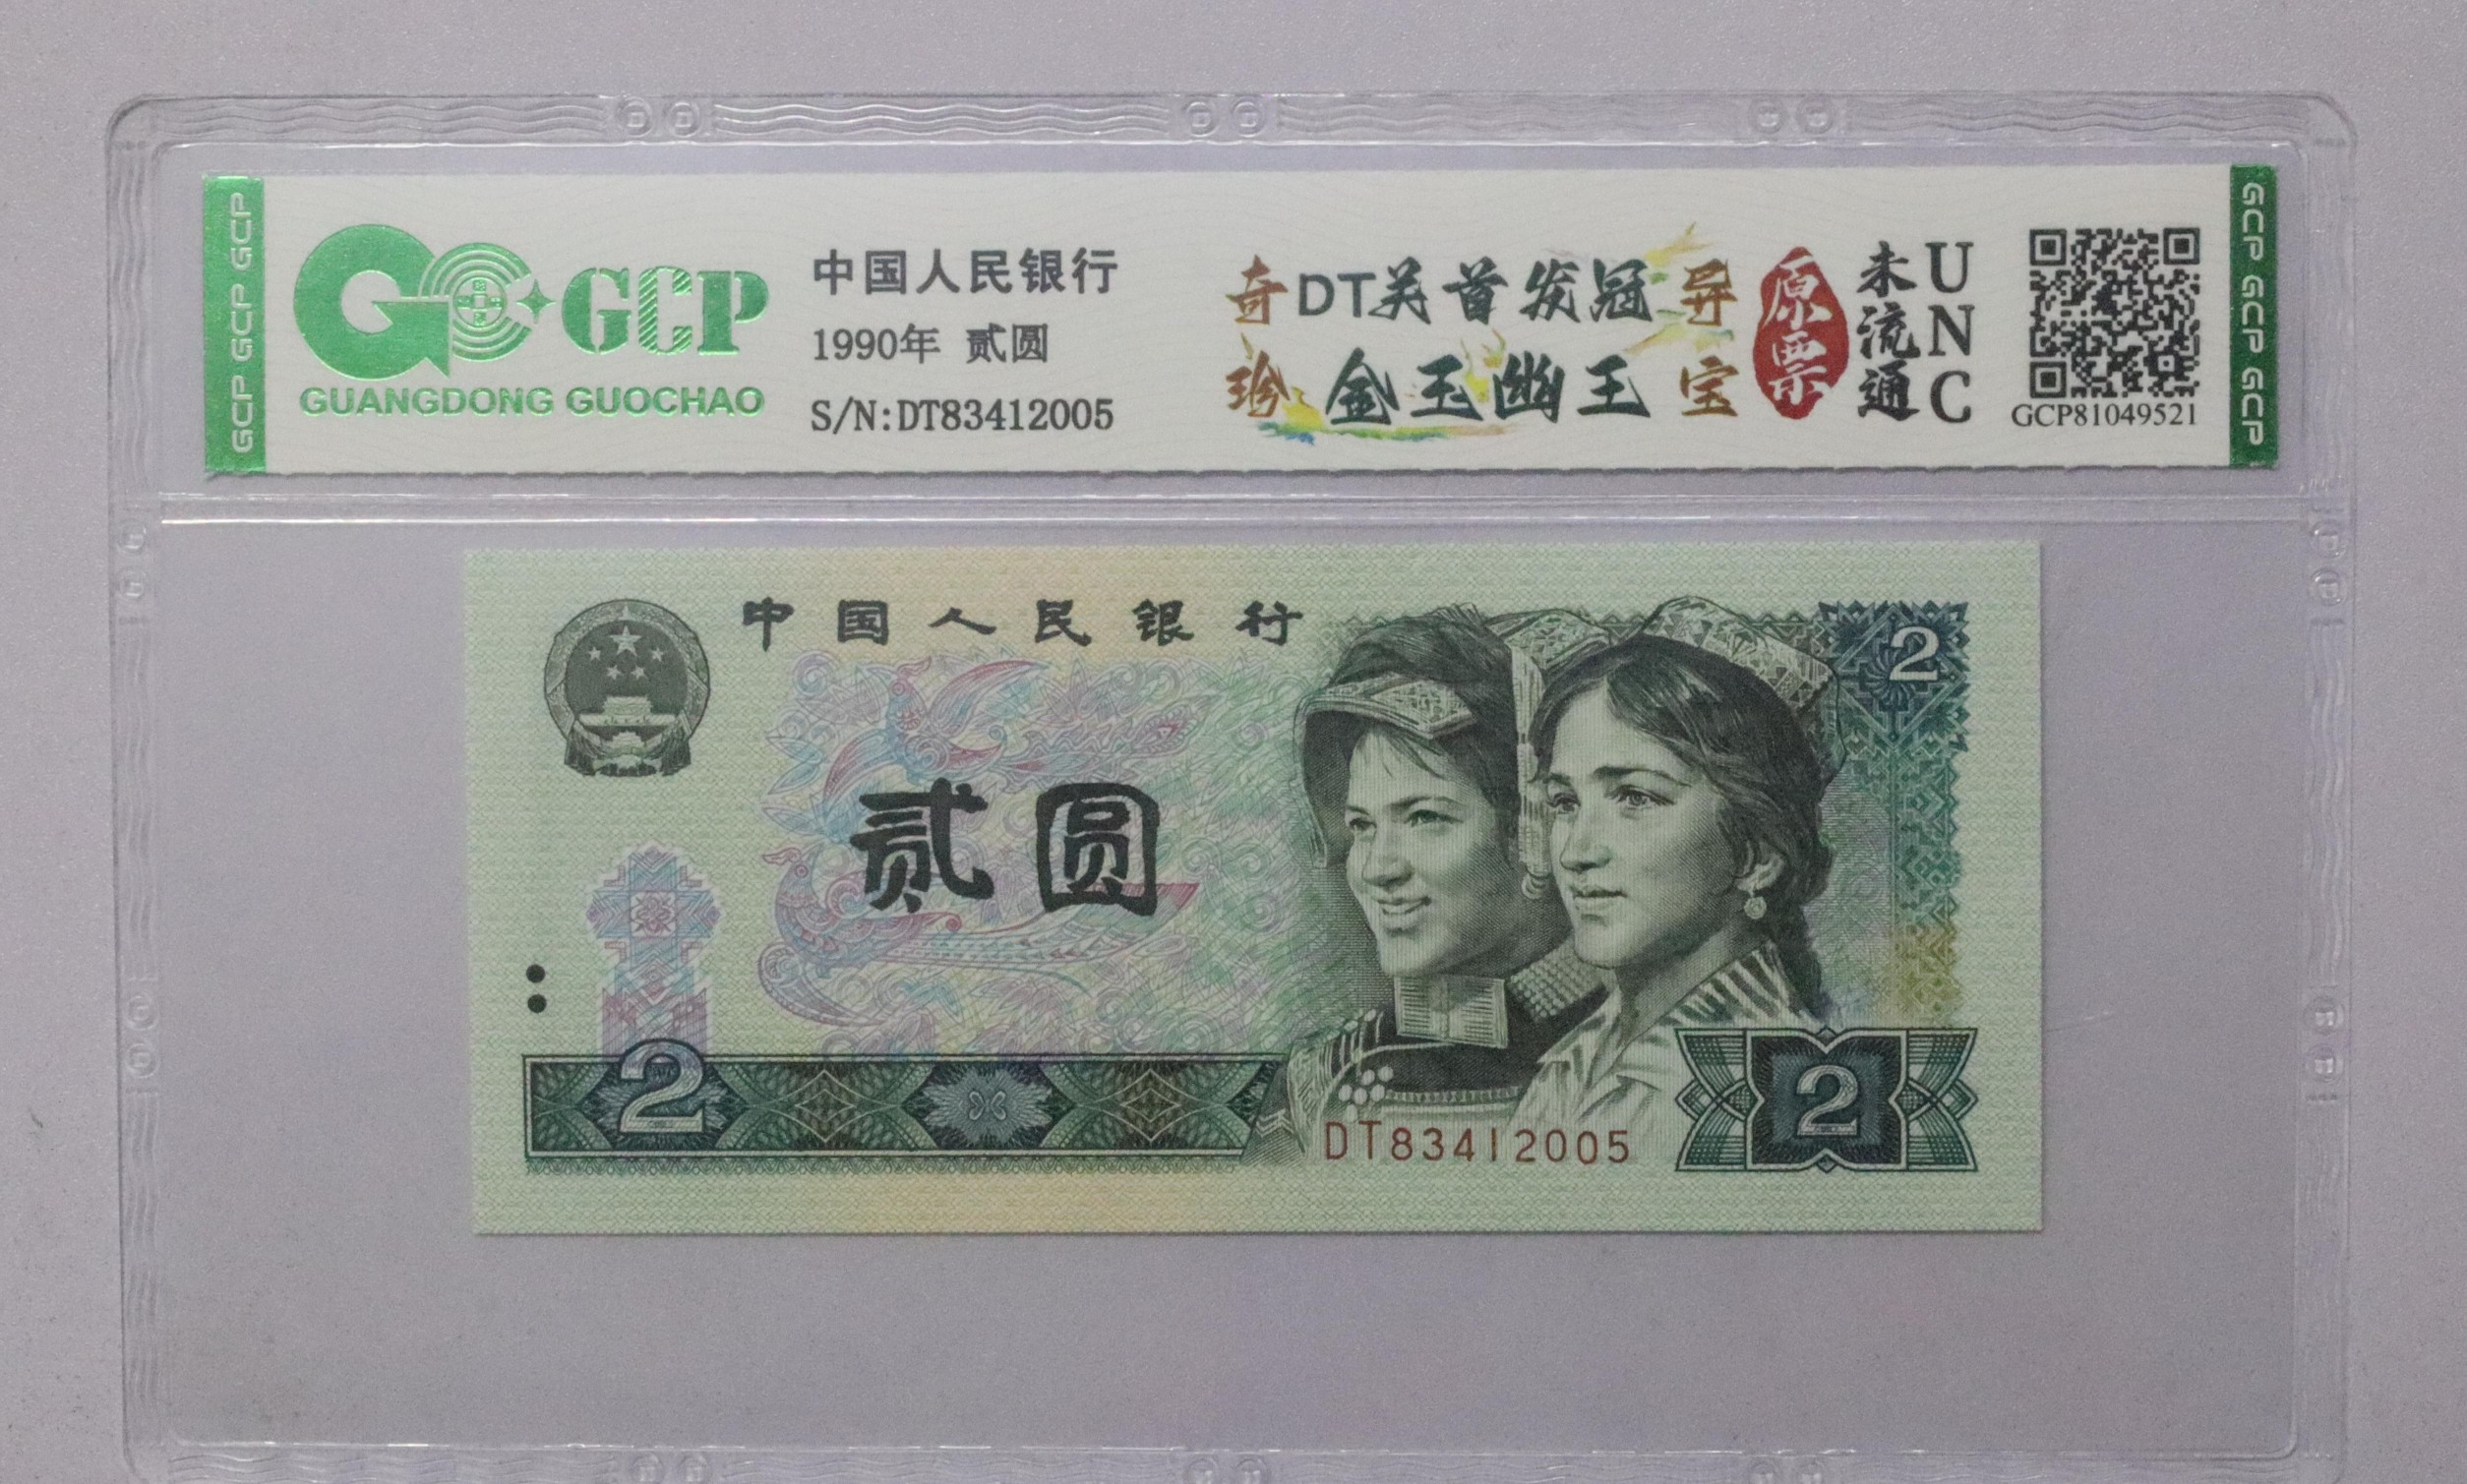 GCP GCP GCP
GCP
GUANGDONG GUOCHAO
中国人民银行
1990年 贰圆
S/N:DT83412005
奇 DT关首发冠 异
珍 金玉幽王 宝
原票
未流通
UNC
GCP81049521
GCP GCP GCP
中国人民银行
2
贰圆
2
DT83412005
2